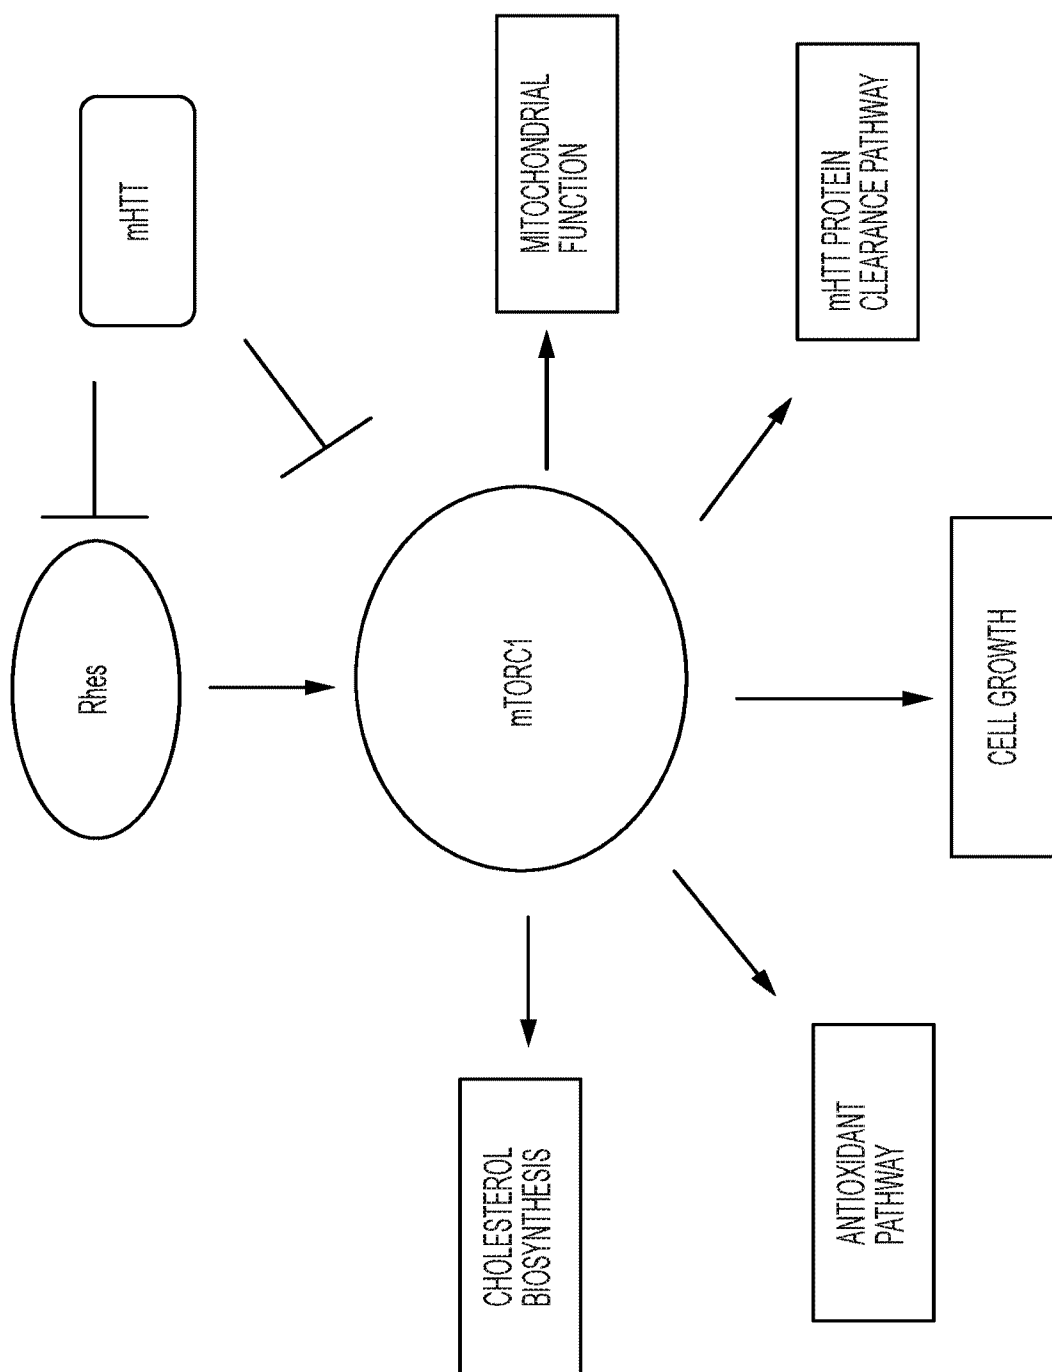 mHTT
Rhes
mTORC1
MITOCHONDRIAL
FUNCTION
mHTT PROTEIN
CLEARANCE PATHWAY
CELL GROWTH
ANTIOXIDANT
PATHWAY
CHOLESTEROL
BIOSYNTHESIS